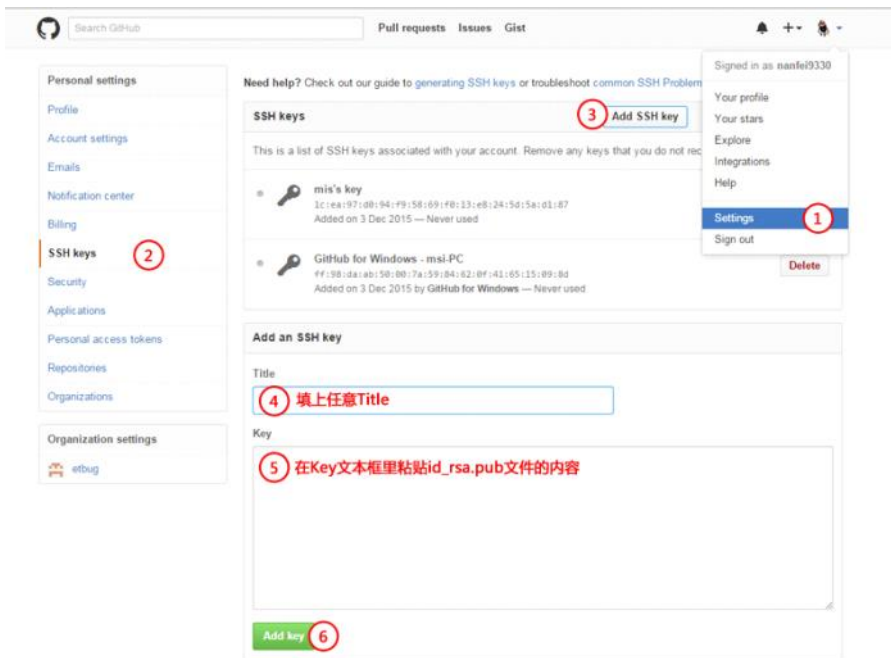 Search GitHub
Pull requests Issues Gist
Signed in as nanfei9330
Your profile
Your stars
Explore
Integrations
Help
Settings
1
Sign out
Personal settings
Profile
Account settings
Emails
Notification center
Billing
SSH keys
2
Security
Applications
Personal access tokens
Repositories
Organizations
Organization settings
etbug
Need help? Check out our guide to generating SSH keys or troubleshoot common SSH Problem
SSH keys
3
Add SSH key
This is a list of SSH keys associated with your account. Remove any keys that you do not rec
mis's key
1c:ea:97:d0:94:f9:58:69:f0:13:e8:24:5d:5a:d1:87
Added on 3 Dec 2015 — Never used
GitHub for Windows - msi-PC
ff:98:da:ab:50:00:7a:59:84:62:0f:41:65:15:09:8d
Added on 3 Dec 2015 by GitHub for Windows — Never used
Delete
Add an SSH key
Title
4 填上任意Title
Key
5 在Key文本框里粘贴id_rsa.pub文件的内容
Add key
6